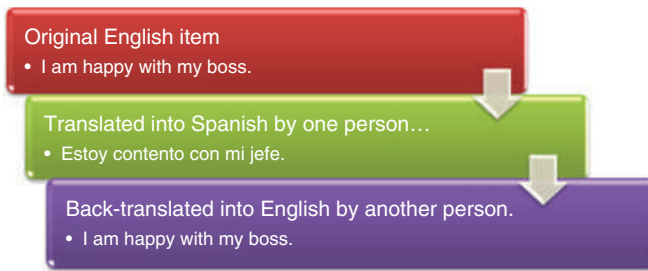 Original English item
• I am happy with my boss.
Translated into Spanish by one person…
• Estoy contento con mi jefe.
Back-translated into English by another person.
• I am happy with my boss.